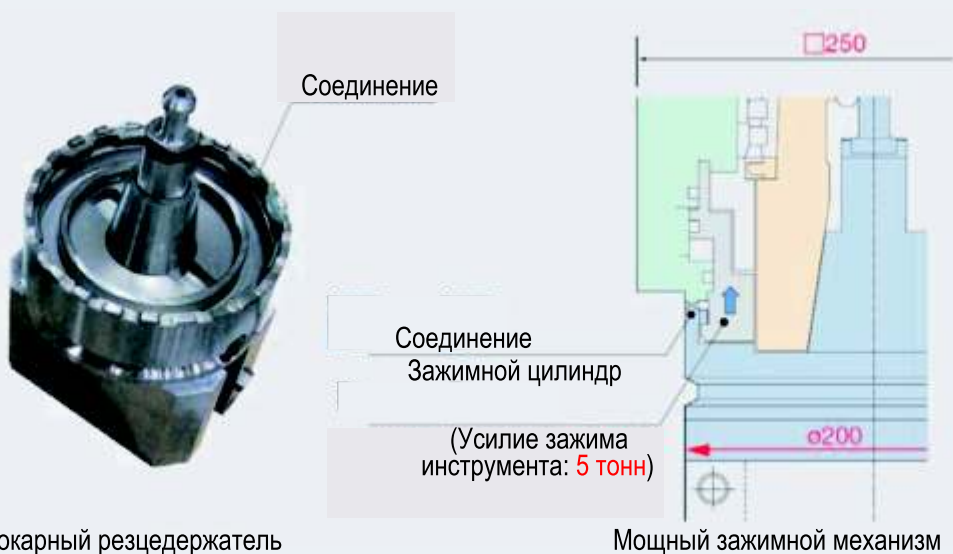 □250
Соединение
Соединение
Зажимной цилиндр
(Усилие зажима
инструмента: 5 тонн)
ø200
окарный резцедержатель
Мощный зажимной механизм